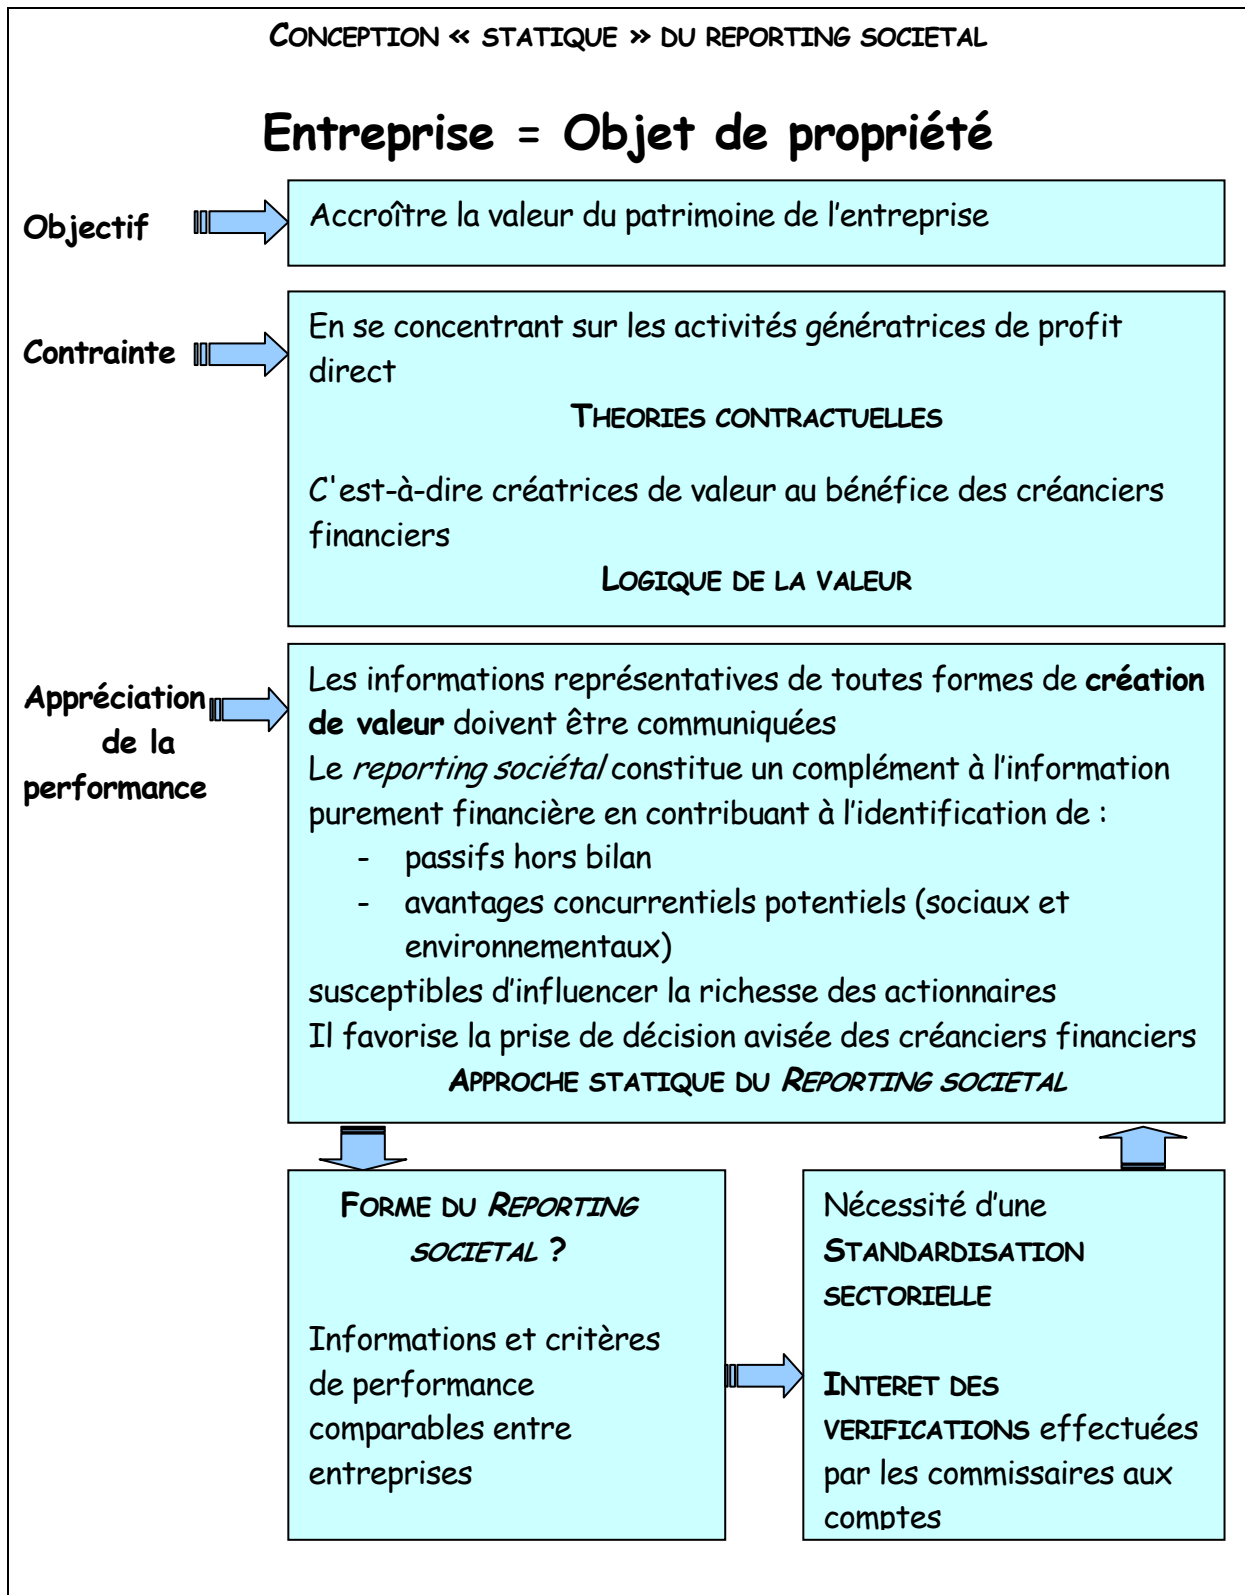 CONCEPTION « STATIQUE » DU REPORTING SOCIETAL
Entreprise = Objet de propriété
Objectif
Accroître la valeur du patrimoine de l'entreprise
Contrainte
En se concentrant sur les activités génératrices de profit
direct
THEORIES CONTRACTUELLES
C'est-à-dire créatrices de valeur au bénéfice des créanciers
financiers
LOGIQUE DE LA VALEUR
Appréciation
de la
performance
Les informations représentatives de toutes formes de création
de valeur doivent être communiquées
Le reporting sociétal constitue un complément à l'information
purement financière en contribuant à l'identification de :
- passifs hors bilan
- avantages concurrentiels potentiels (sociaux et
environnementaux)
susceptibles d'influencer la richesse des actionnaires
Il favorise la prise de décision avisée des créanciers financiers
APPROCHE STATIQUE DU REPORTING SOCIETAL
FORME DU REPORTING
SOCIETAL ?
Informations et critères
de performance
comparables entre
entreprises
Nécessité d'une
STANDARDISATION
SECTORIELLE
INTERET DES
VERIFICATIONS effectuées
par les commissaires aux
comptes